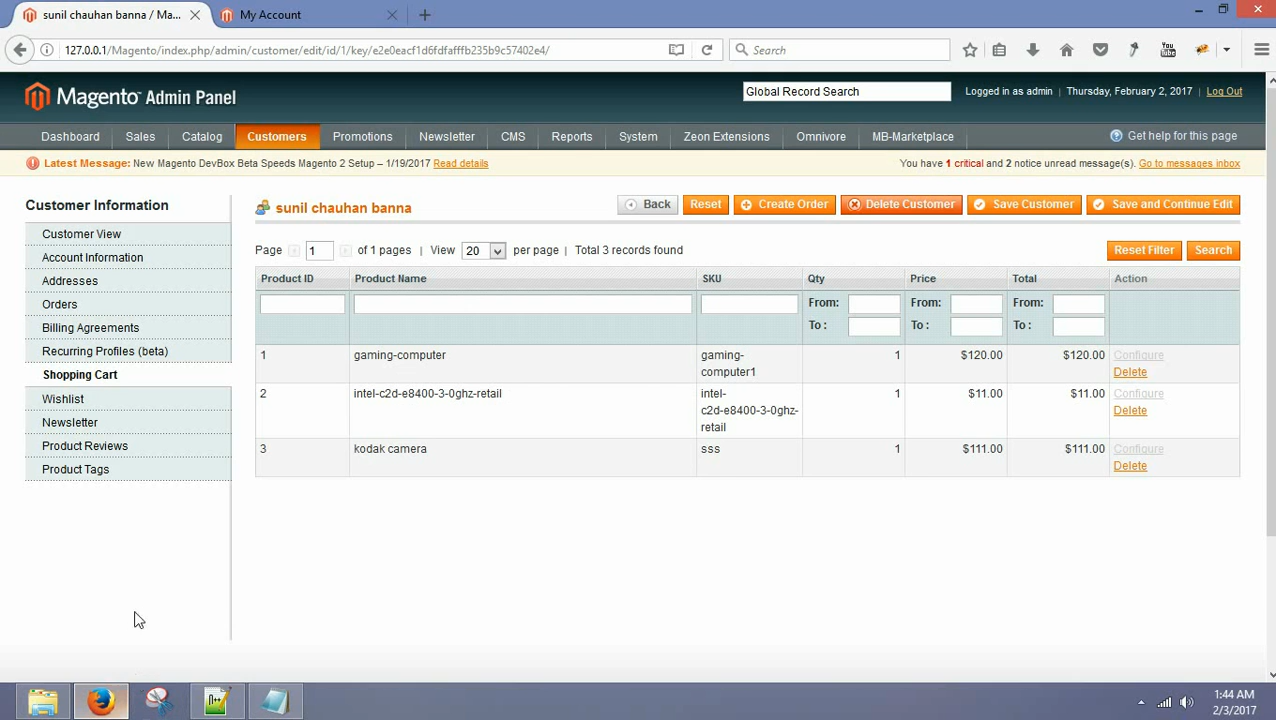 sunil chauhan banna / Ma...
My Account
127.0.0.1/Magento/index.php/admin/customer/edit/id/1/key/e2e0eacf1d6fdfafffb235b9c57402e4/
Search
You Tube
Magento Admin Panel
Global Record Search
Logged in as admin | Thursday, February 2, 2017 | Log Out
Dashboard Sales Catalog Customers Promotions Newsletter CMS Reports System Zeon Extensions Omnivore MB-Marketplace
Get help for this page
Latest Message: New Magento DevBox Beta Speeds Magento 2 Setup – 1/19/2017 Read details
You have 1 critical and 2 notice unread message(s). Go to messages inbox
Customer Information
Customer View
Account Information
Addresses
Orders
Billing Agreements
Recurring Profiles (beta)
Shopping Cart
Wishlist
Newsletter
Product Reviews
Product Tags
sunil chauhan banna
Back Reset Create Order Delete Customer Save Customer Save and Continue Edit
Page 1 of 1 pages | View 20 per page | Total 3 records found
Reset Filter Search
Product ID Product Name SKU Qty Price Total Action
From: From: From:
To : To : To :
1 gaming-computer gaming- 1 $120.00 $120.00 Configure
computer1 Delete
2 intel-c2d-e8400-3-0ghz-retail intel- 1 $11.00 $11.00 Configure
c2d-e8400-3-0ghz- Delete
retail
3 kodak camera sss 1 $111.00 $111.00 Configure
Delete
1:44 AM
2/3/2017